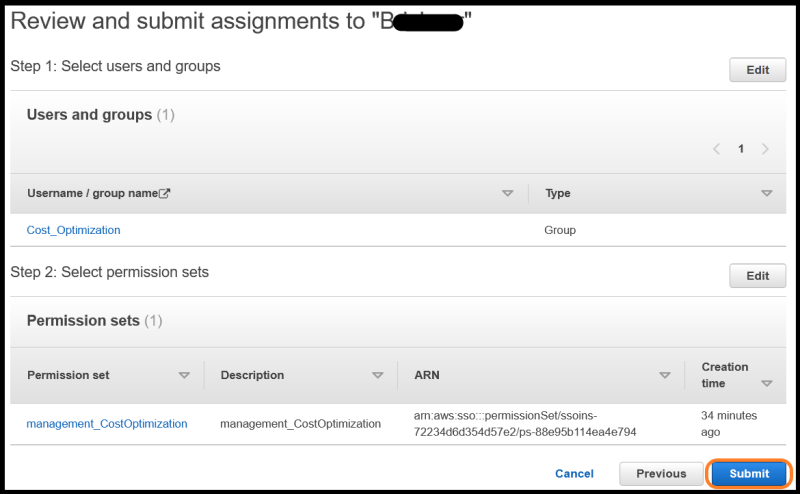 Review and submit assignments to "B
Step 1: Select users and groups
Edit
Users and groups (1)
1
Username / group name
Type
Cost_Optimization
Group
Step 2: Select permission sets
Edit
Permission sets (1)
Permission set
Description
ARN
Creation
time
management_CostOptimization
management_CostOptimization
arn:aws:sso:::permissionSet/ssoins-
72234d6d354d57e2/ps-88e95b114ea4e794
34 minutes
ago
Cancel
Previous
Submit